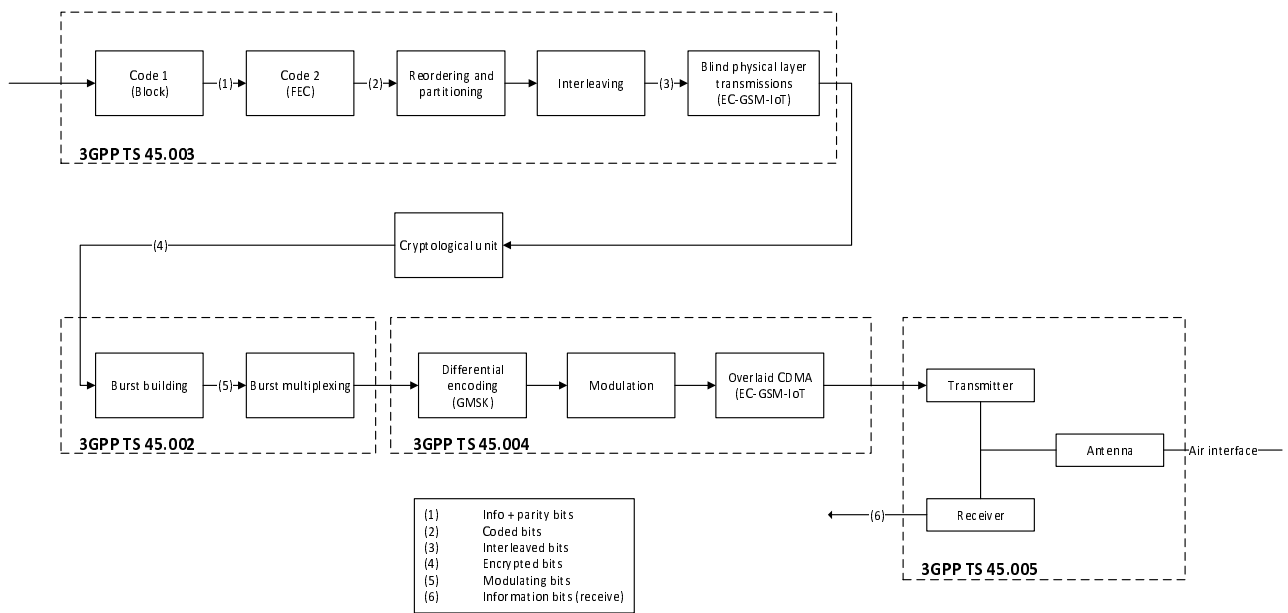 Code 1
(Block)
(1)
Code 2
(FEC)
(2)
Reordering and
partitioning
Interleaving
(3)
Blind physical layer
transmissions
(EC-GSM-IoT)
3GPP TS 45.003
Cryptological unit
(4)
Burst building
(5)
Burst multiplexing
3GPP TS 45.002
Differential
encoding
(GMSK)
Modulation
Overlaid CDMA
(EC-GSM-IoT
3GPP TS 45.004
Transmitter
Antenna
Air interface
Receiver
(6)
3GPP TS 45.005
(1) Info + parity bits
(2) Coded bits
(3) Interleaved bits
(4) Encrypted bits
(5) Modulating bits
(6) Information bits (receive)